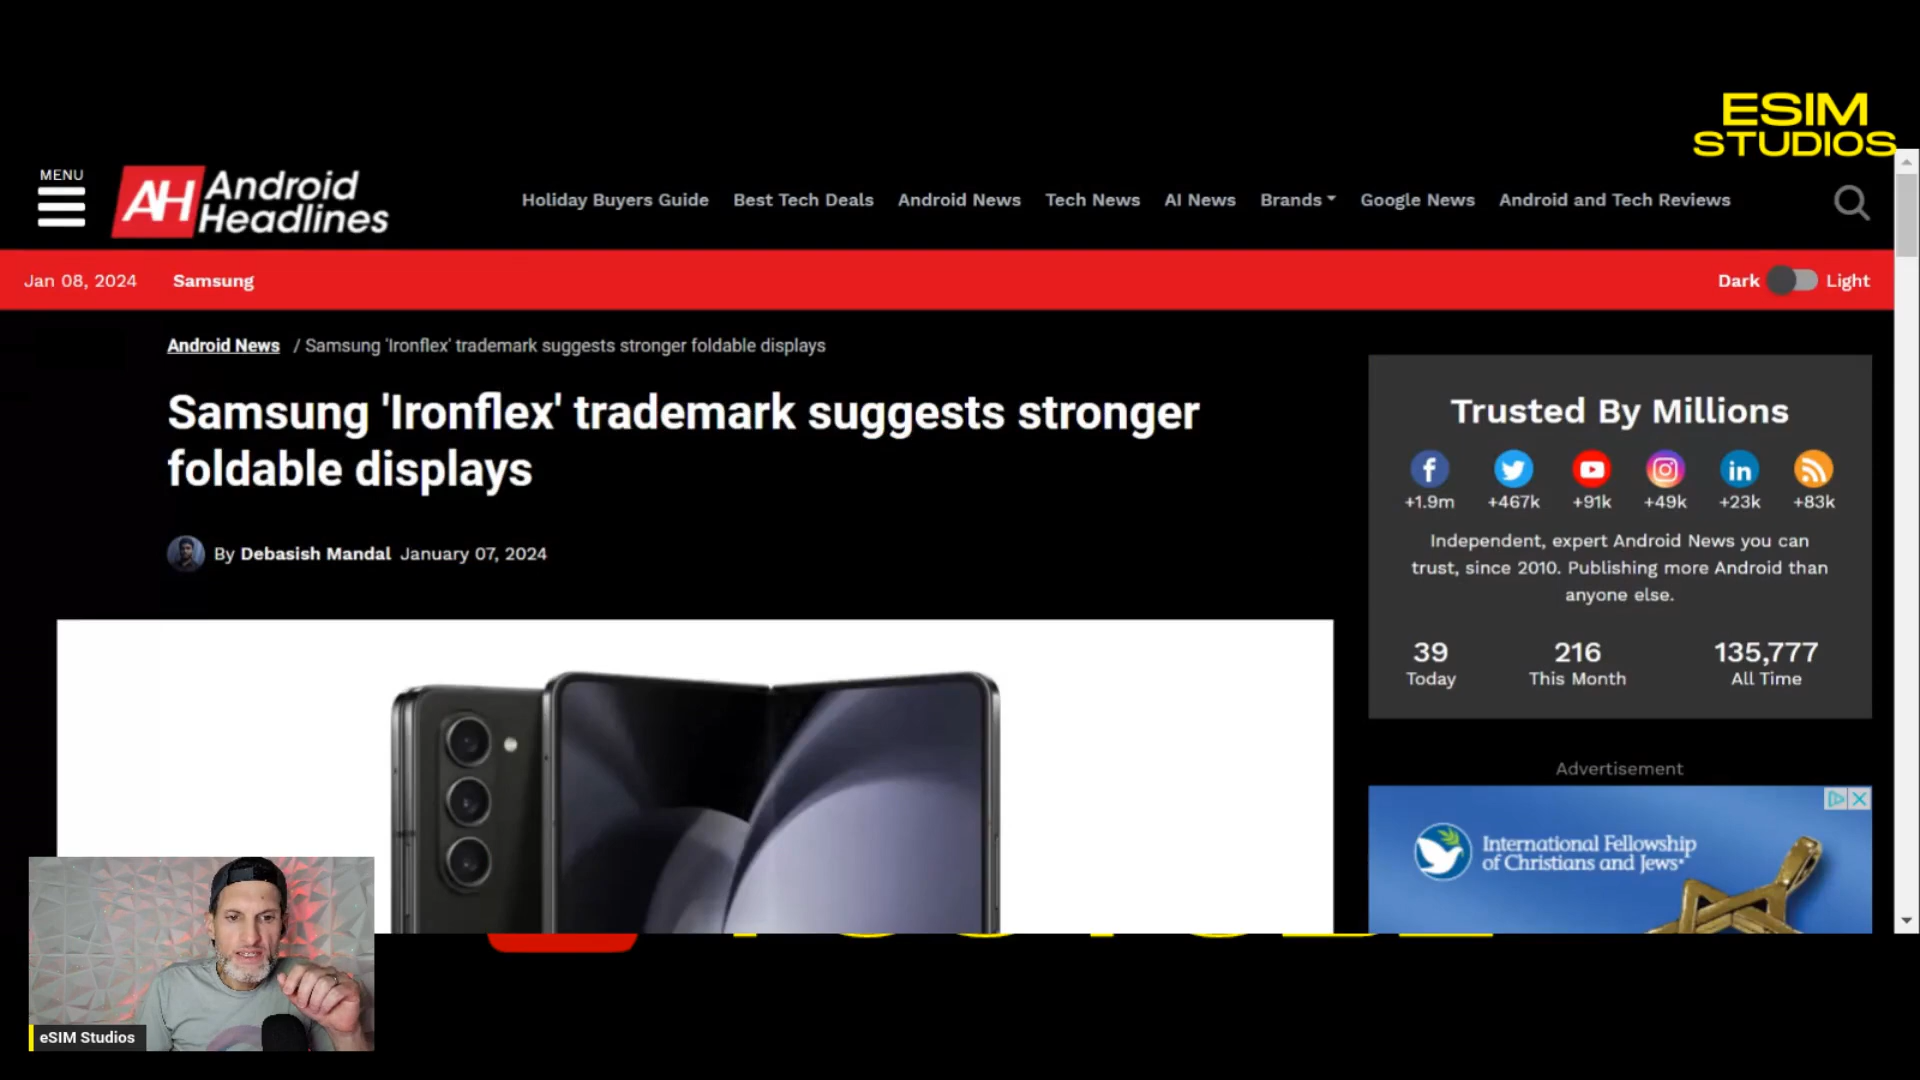 ESIM
STUDIOS
MENU
AH Android
Headlines
Holiday Buyers Guide Best Tech Deals Android News Tech News AI News Brands Google News Android and Tech Reviews
Jan 08, 2024 Samsung
Dark Light
Android News / Samsung 'Ironflex' trademark suggests stronger foldable displays
Samsung 'Ironflex' trademark suggests stronger
foldable displays
By Debasish Mandal January 07, 2024
Trusted By Millions
+1.9m +467k +91k +49k +23k +83k
Independent, expert Android News you can
trust, since 2010. Publishing more Android than
anyone else.
39 216 135,777
Today This Month All Time
Advertisement
International Fellowship
of Christians and Jews
eSIM Studios